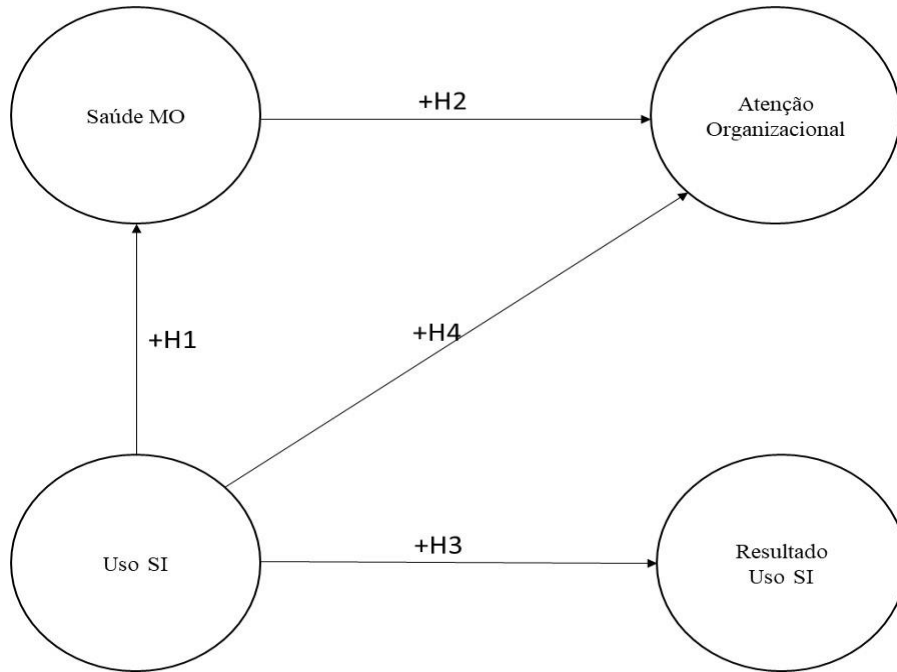 Saúde MO
+H2
Atenção
Organizacional
+H1
+H4
Uso SI
+H3
Resultado
Uso SI